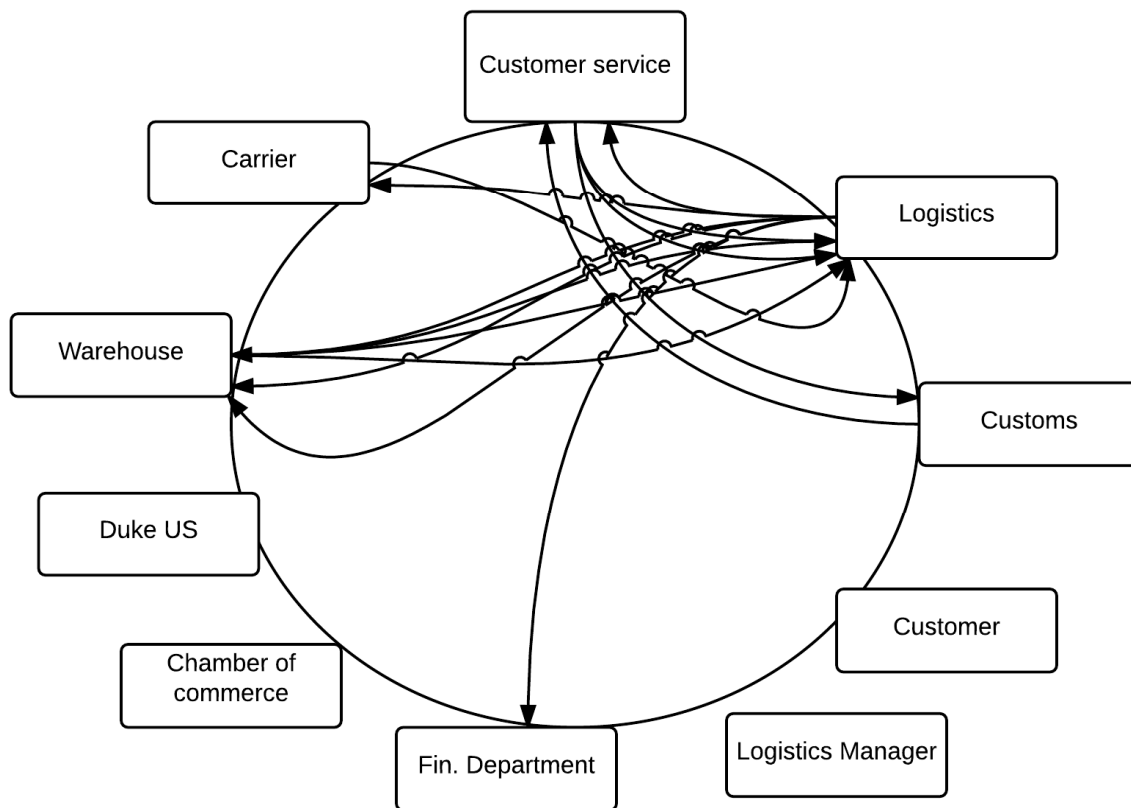 Customer service
Carrier
Logistics
Warehouse
Customs
Duke US
Customer
Chamber of
commerce
Logistics Manager
Fin. Department